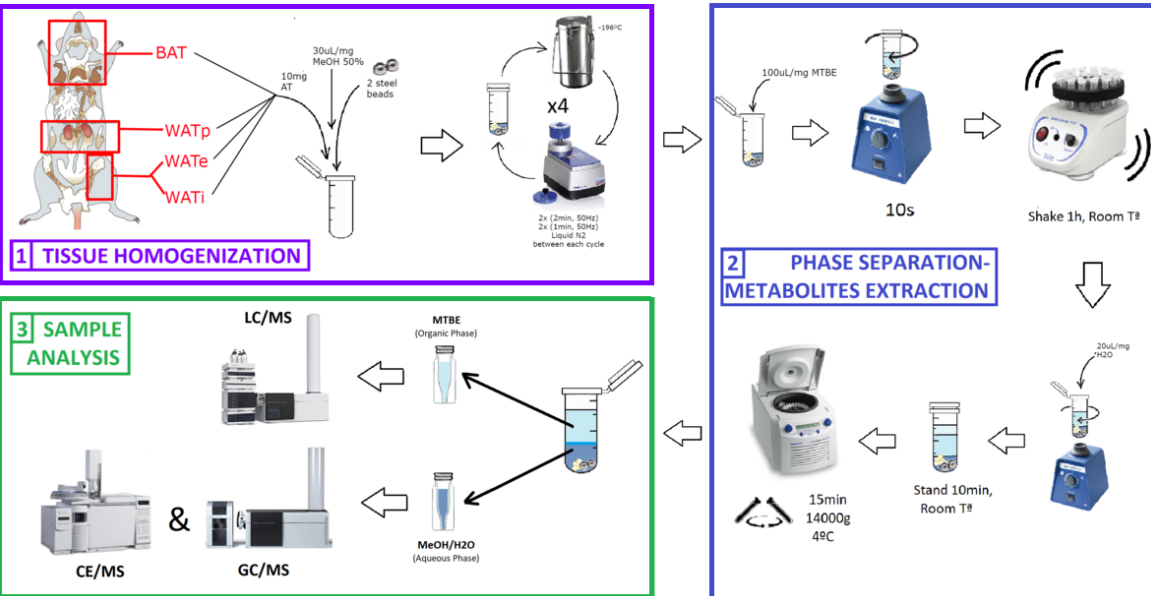 BAT
WATp
WATe
WATi
10mg
AT
30uL/mg
MeOH 50%
2 steel
beads
-196ºC
x4
2x (2min, 50Hz)
2x (1min, 50Hz)
Liquid N2
between each cycle
1 TISSUE HOMOGENIZATION
100uL/mg MTBE
10s
Shake 1h, Room Tª
2 PHASE SEPARATION-
METABOLITES EXTRACTION
20uL/mg
H2O
Stand 10min,
Room Tª
15min
14000g
4ºC
3 SAMPLE
ANALYSIS
LC/MS
MTBE
(Organic Phase)
&
CE/MS
GC/MS
MeOH/H2O
(Aqueous Phase)